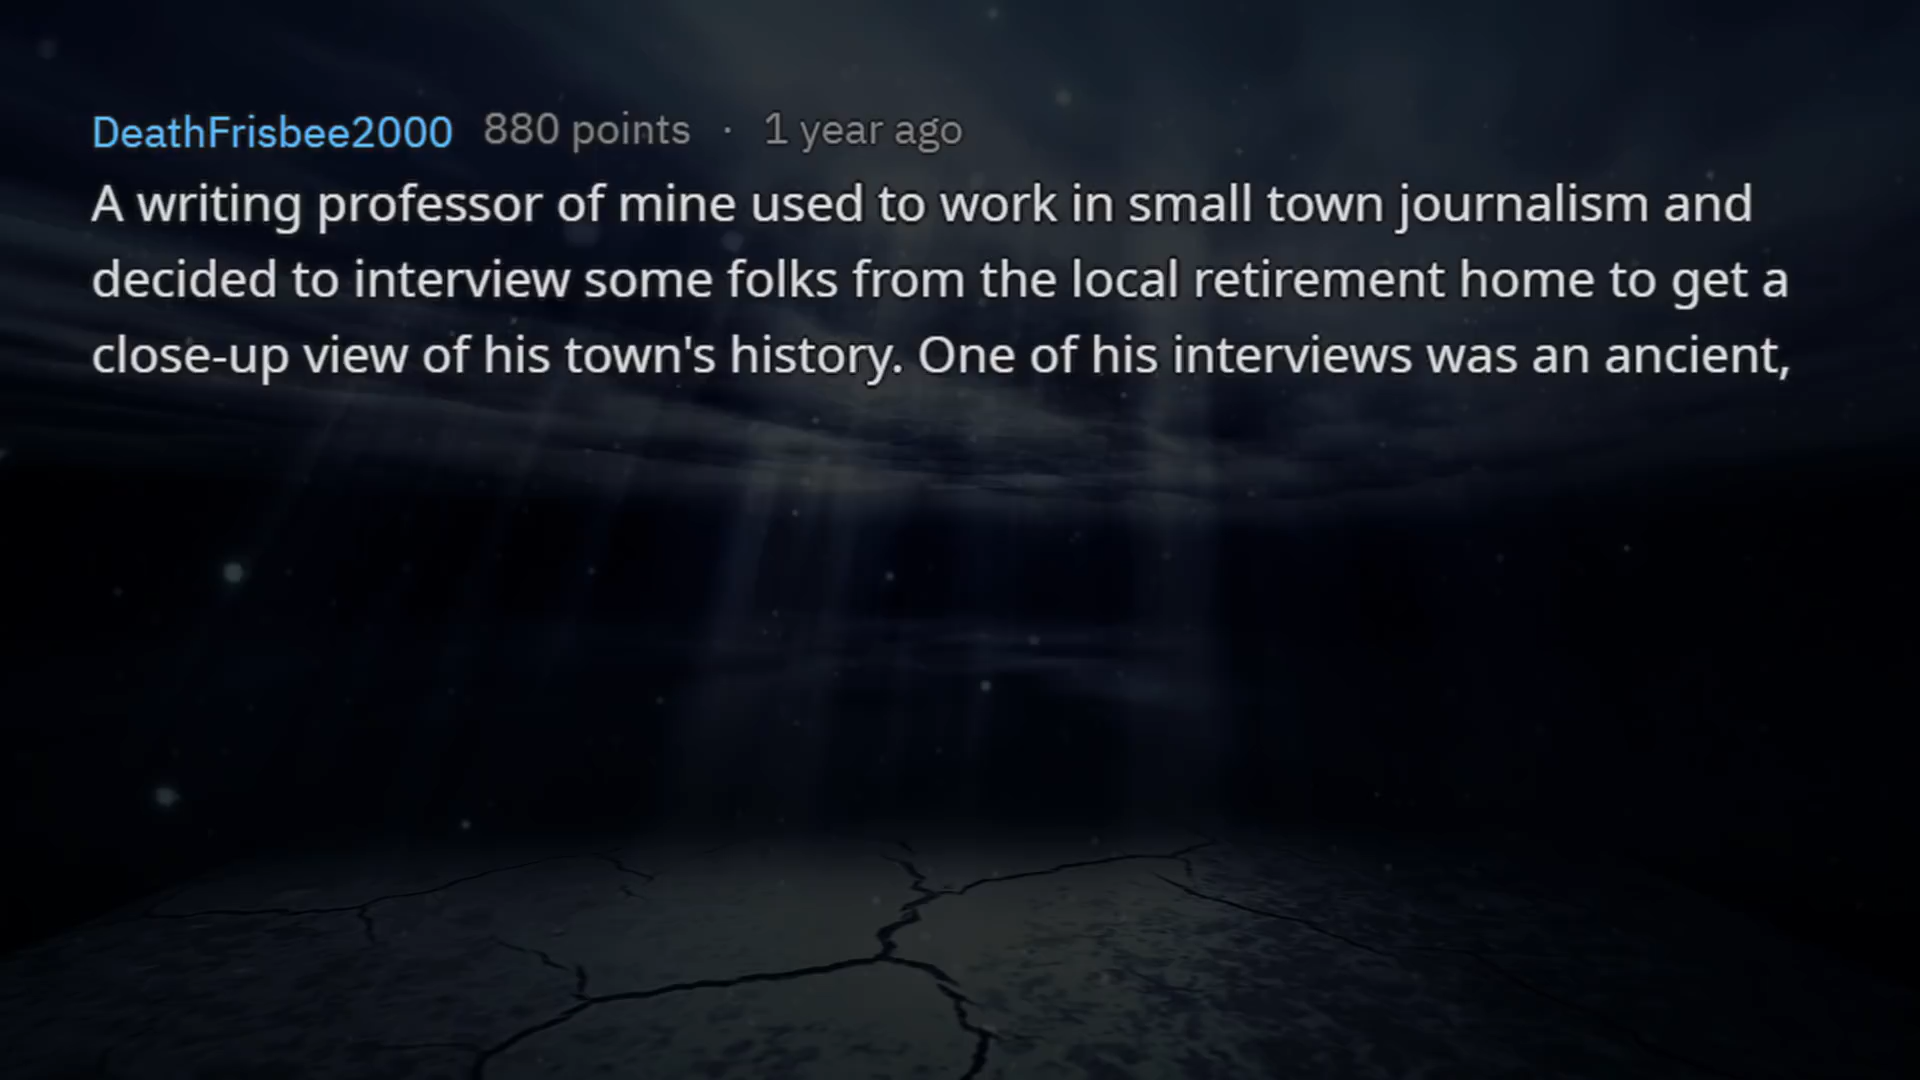 DeathFrisbee2000 880 points · 1 year ago
A writing professor of mine used to work in small town journalism and
decided to interview some folks from the local retirement home to get a
close-up view of his town's history. One of his interviews was an ancient,